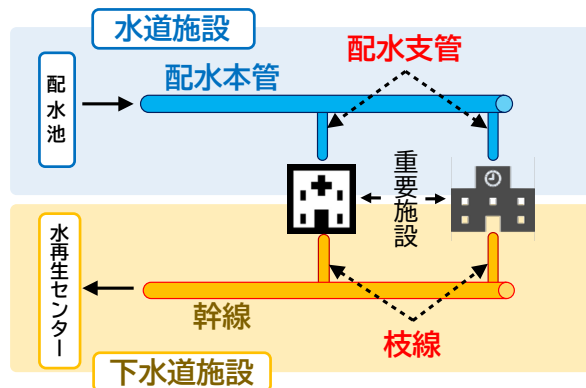 水道施設
配水支管
配水本管
配水池
重要施設
水再生センター
幹線
枝線
下水道施設